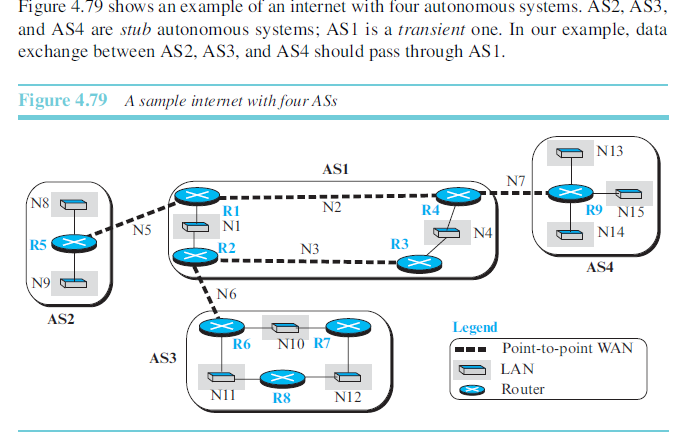 Figure 4.79 shows an example of an internet with four autonomous systems. AS2, AS3,
and AS4 are stub autonomous systems; AS1 is a transient one. In our example, data
exchange between AS2, AS3, and AS4 should pass through AS1.
Figure 4.79 A sample internet with four ASs
N13
AS1
N7
N8
R1
N2
R4
R9 N15
N5
N1
N4
N14
R5
R2
N3
R3
AS4
N9
N6
AS2
Legend
R6 N10 R7
Point-to-point WAN
AS3
LAN
Router
N11 R8 N12